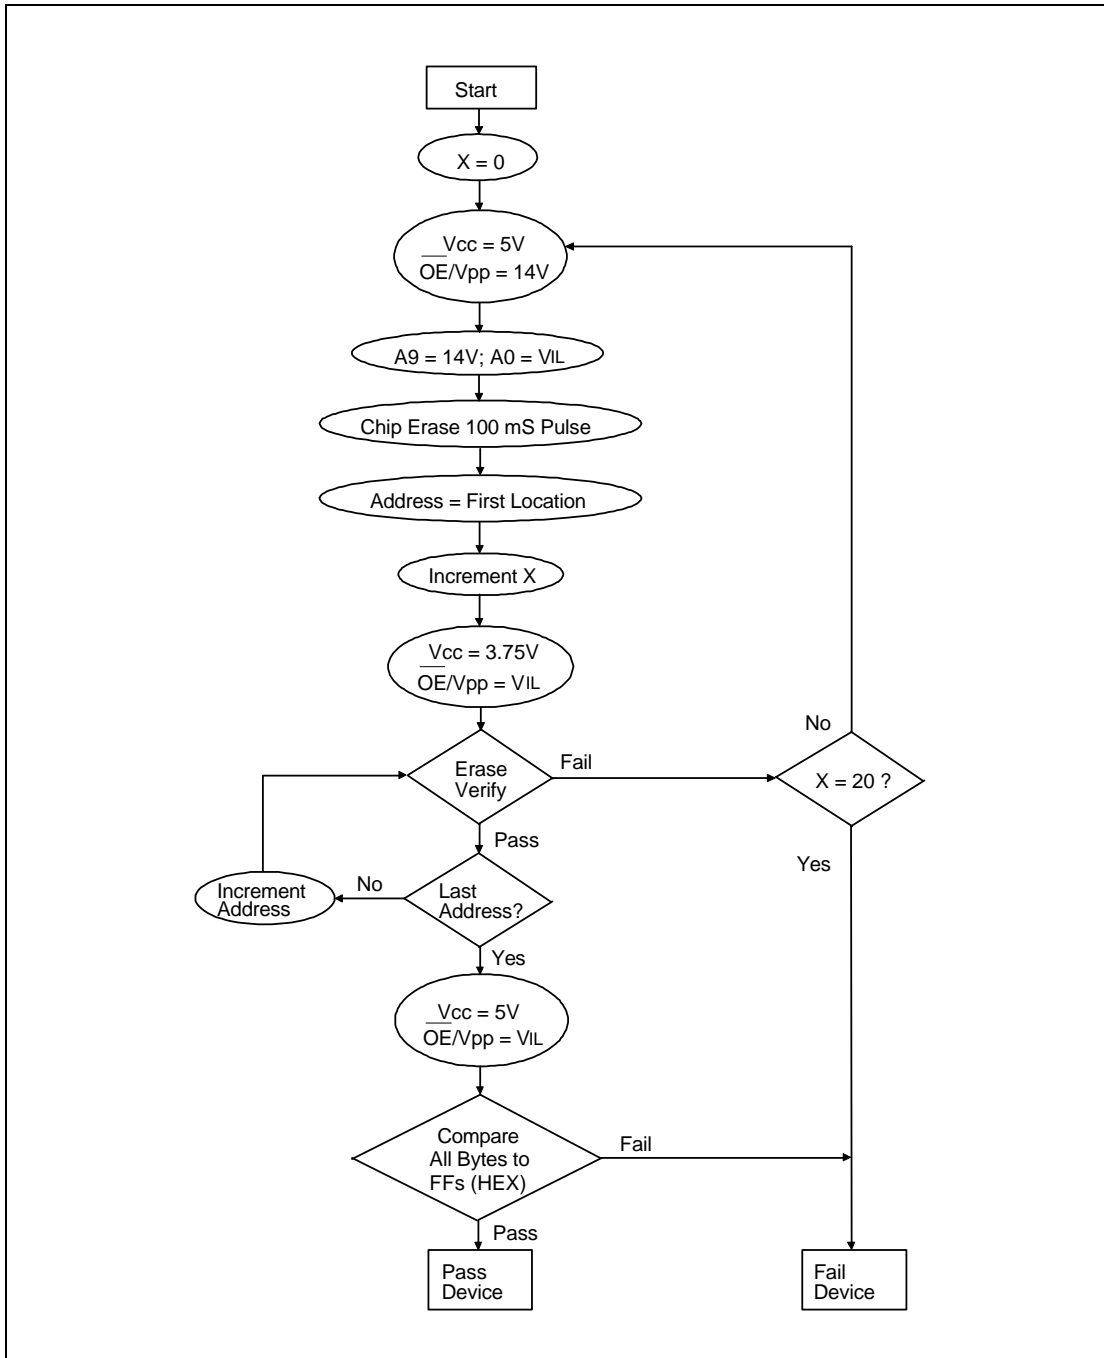 Start
X = 0
Vcc = 5V
OE/Vpp = 14V
A9 = 14V; A0 = VIL
Chip Erase 100 mS Pulse
Address = First Location
Increment X
Vcc = 3.75V
OE/Vpp = VIL
No
Erase
Verify
Fail
X = 20 ?
Pass
Yes
Increment
Address
No
Last
Address?
Yes
Vcc = 5V
OE/Vpp = VIL
Compare
All Bytes to
FFs (HEX)
Fail
Pass
Pass
Device
Fail
Device